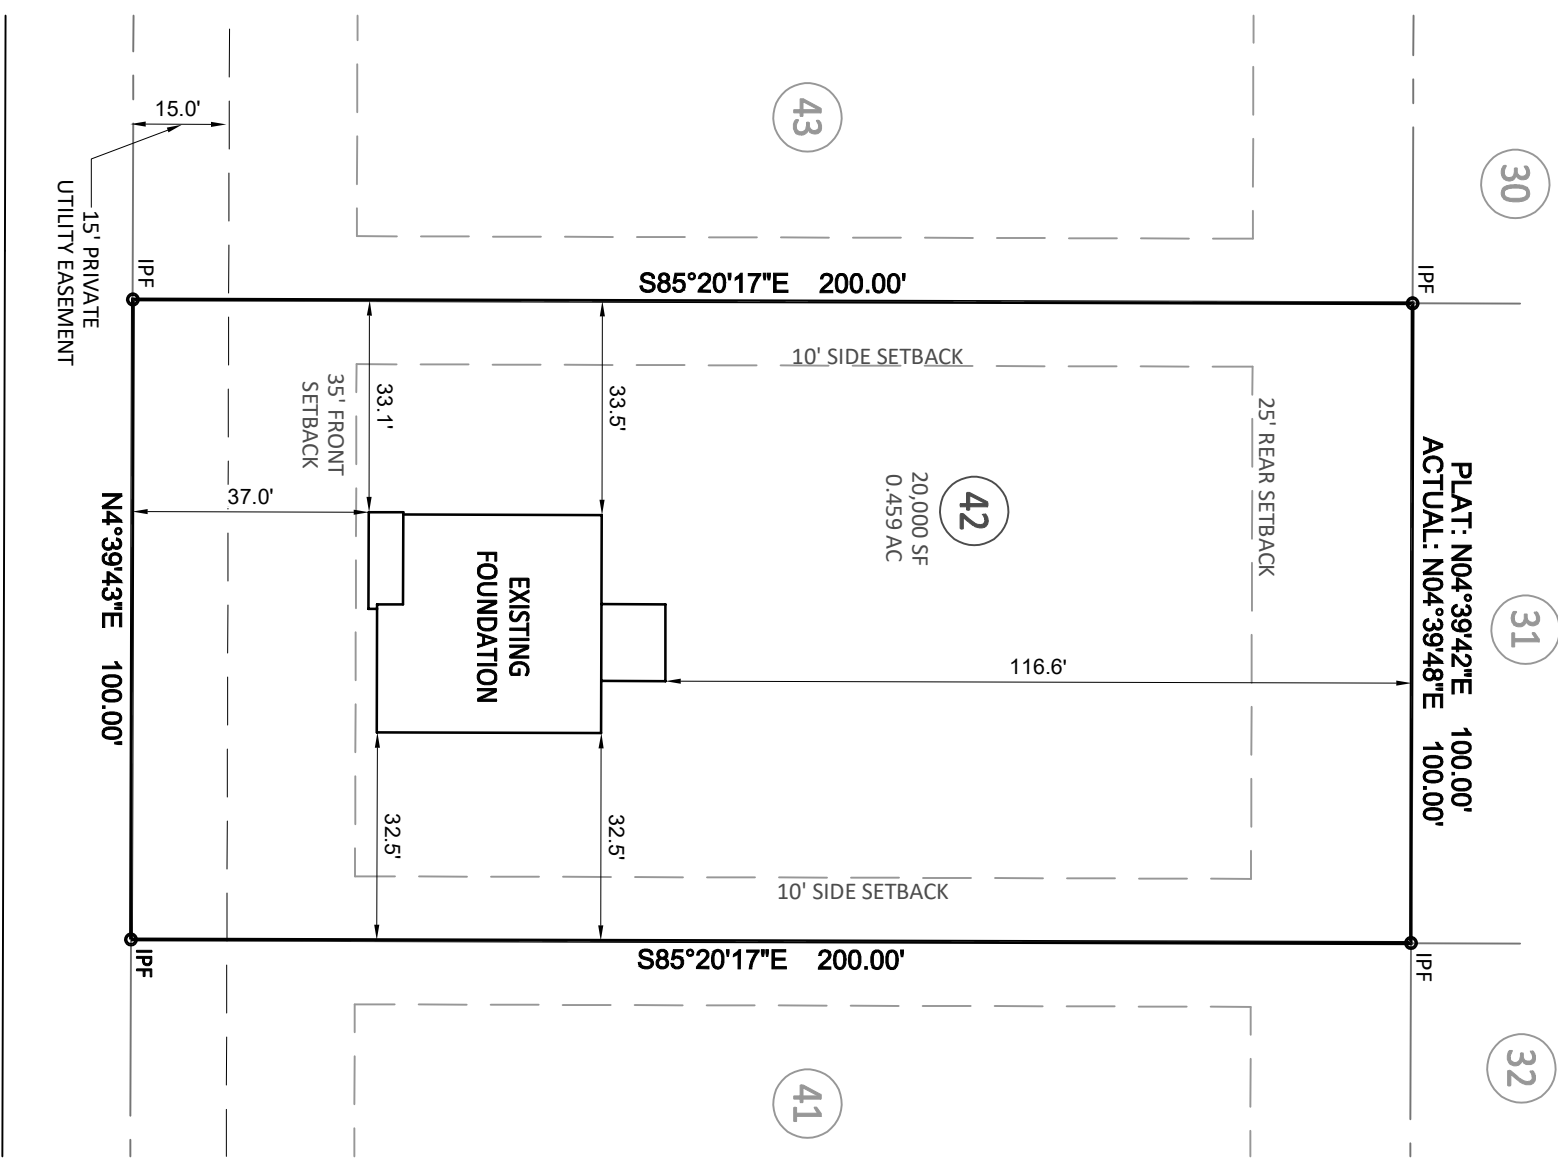 43
30
15.0'
15' PRIVATE
UTILITY EASEMENT
IPF
IPF
S85°20'17"E 200.00'
10' SIDE SETBACK
33.1'
33.5'
35' FRONT
SETBACK
25' REAR SETBACK
PLAT: N04°39'42"E 100.00'
ACTUAL: N04°39'48"E 100.00'
42
20,000 SF
0.459 AC
37.0'
N4°39'43"E 100.00'
EXISTING
FOUNDATION
31
116.6'
32.5'
32.5'
10' SIDE SETBACK
S85°20'17"E 200.00'
IPF
IPF
41
32